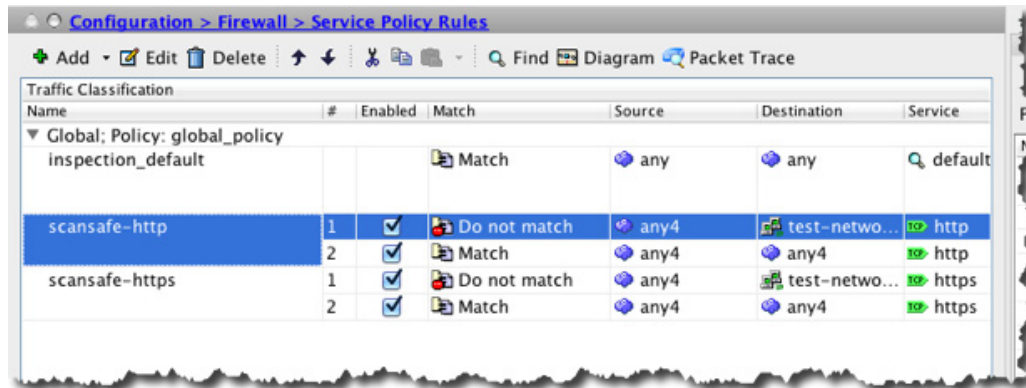 Configuration > Firewall > Service Policy Rules
Add Edit Delete Find Diagram Packet Trace
Traffic Classification
Name # Enabled Match Source Destination Service
Global; Policy: global_policy
inspection_default Match any any default
scansafe-http 1 Do not match any4 test-netwo... http
2 Match any4 any4 http
scansafe-https 1 Do not match any4 test-netwo... https
2 Match any4 any4 https